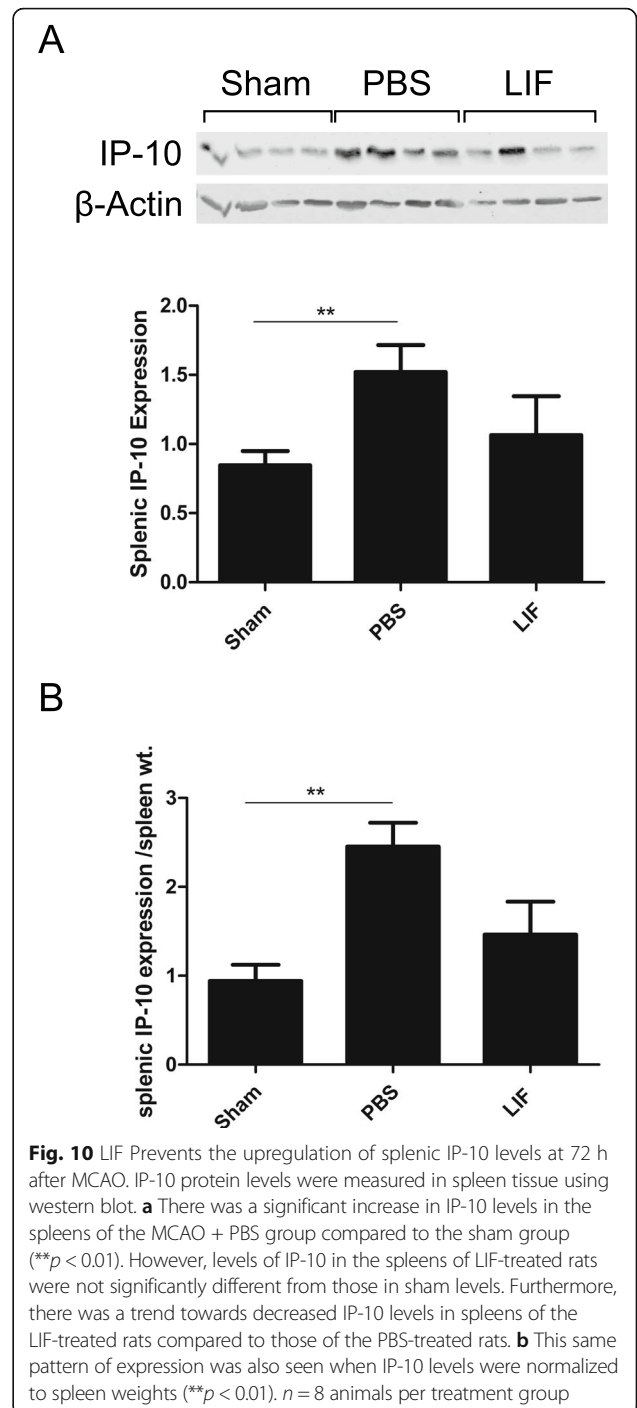 A
Sham PBS LIF
IP-10
β-Actin
Splenic IP-10 Expression
2.0
1.5
1.0
0.5
0.0
**
Sham
PBS
LIF
B
splenic IP-10 expression /spleen wt.
3
2
1
0
**
Sham
PBS
LIF
Fig. 10 LIF Prevents the upregulation of splenic IP-10 levels at 72 h
after MCAO. IP-10 protein levels were measured in spleen tissue using
western blot. a There was a significant increase in IP-10 levels in the
spleens of the MCAO + PBS group compared to the sham group
(**p < 0.01). However, levels of IP-10 in the spleens of LIF-treated rats
were not significantly different from those in sham levels. Furthermore,
there was a trend towards decreased IP-10 levels in spleens of the
LIF-treated rats compared to those of the PBS-treated rats. b This same
pattern of expression was also seen when IP-10 levels were normalized
to spleen weights (**p < 0.01). n = 8 animals per treatment group